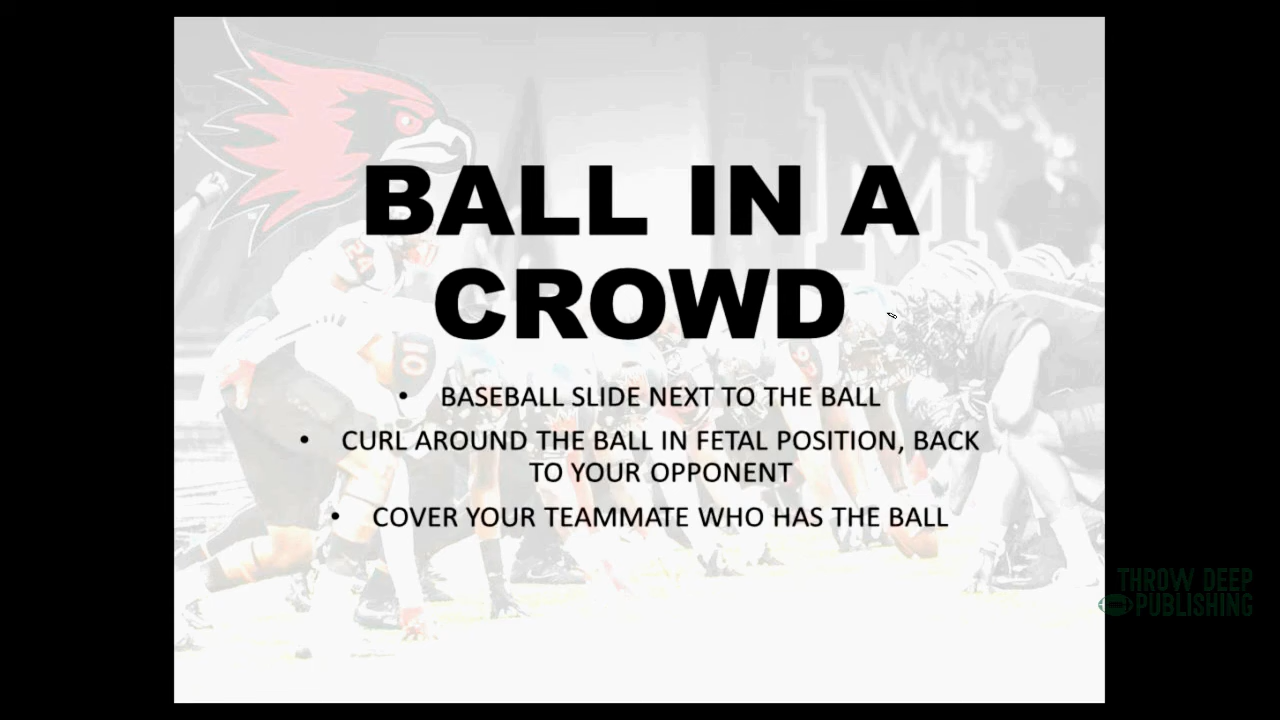 BALL IN A
CROWD
• BASEBALL SLIDE NEXT TO THE BALL
• CURL AROUND THE BALL IN FETAL POSITION, BACK
TO YOUR OPPONENT
• COVER YOUR TEAMMATE WHO HAS THE BALL
THROW DEEP
PUBLISHING
M
10